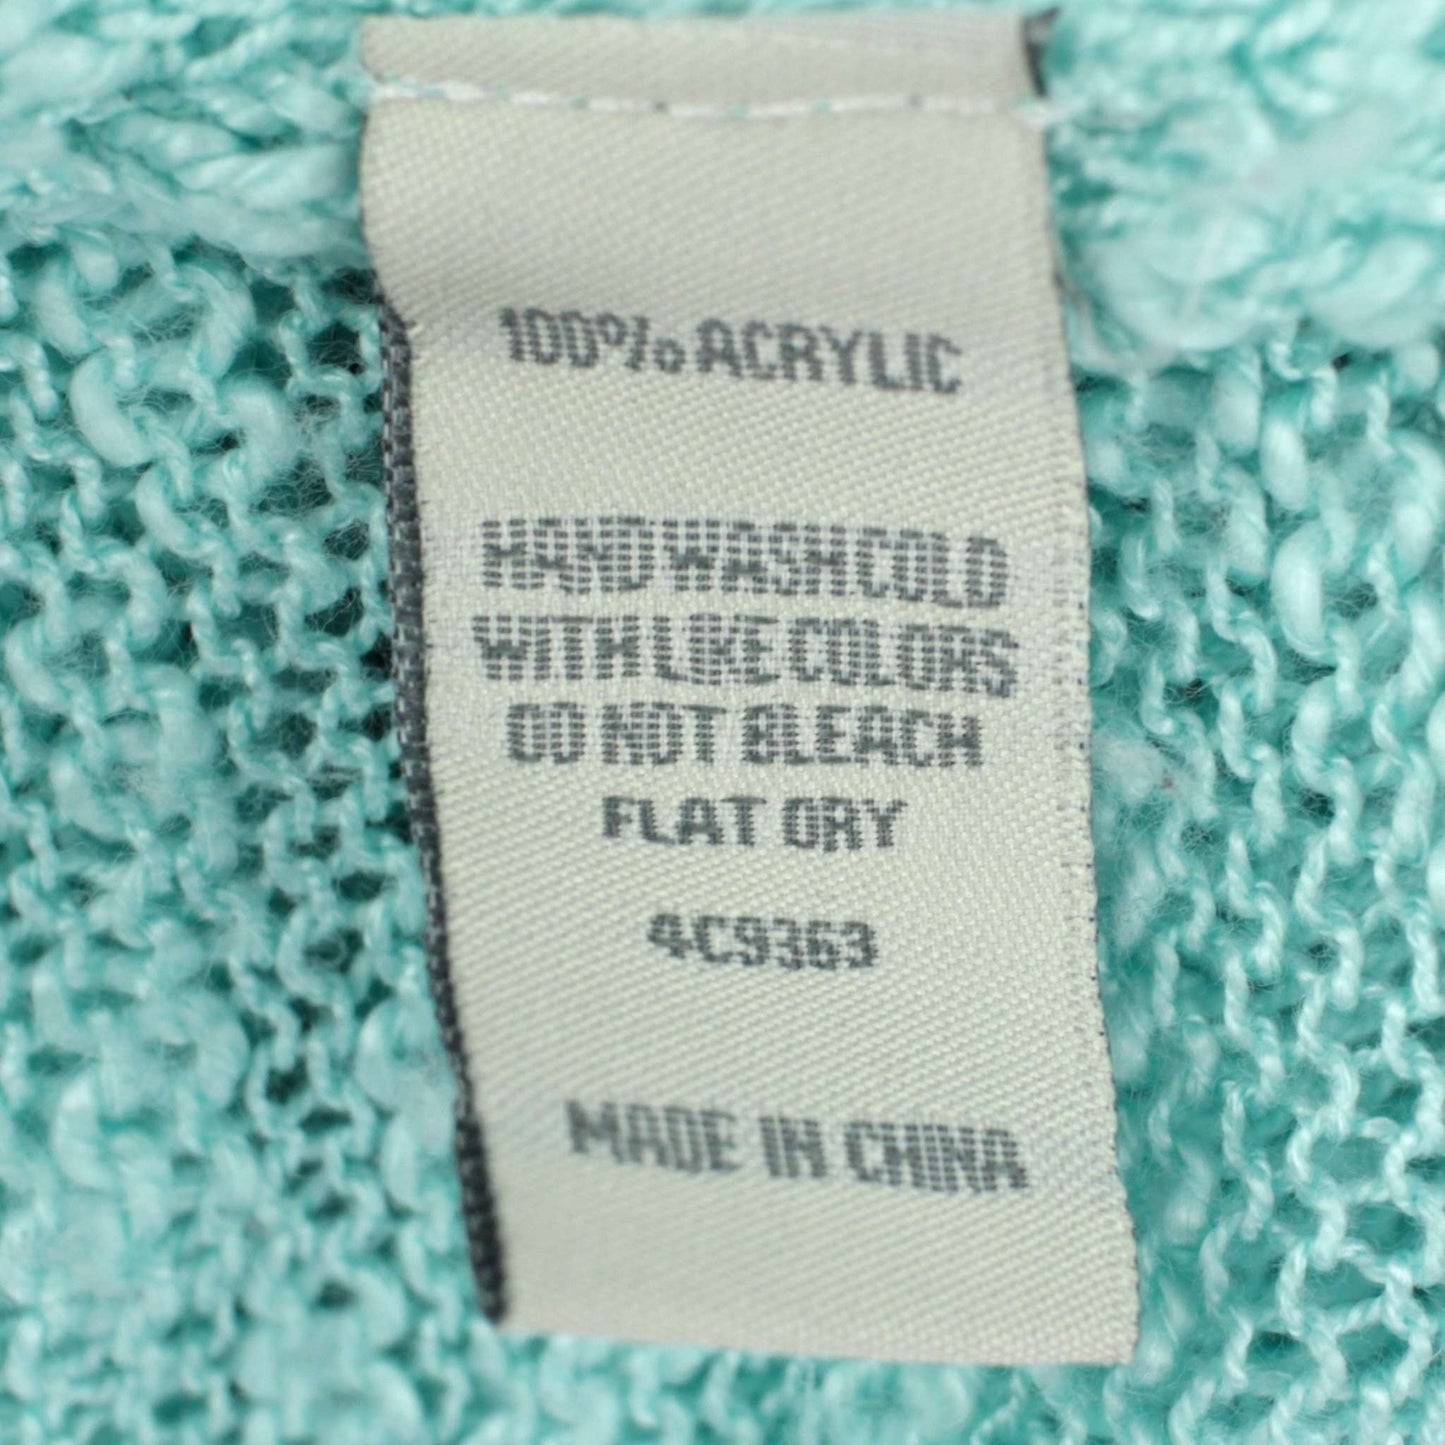 100% ACRYLIC
HAND WASH COLD
WITH LIKE COLORS
DO NOT BLEACH
FLAT DRY
4C9363
MADE IN CHINA